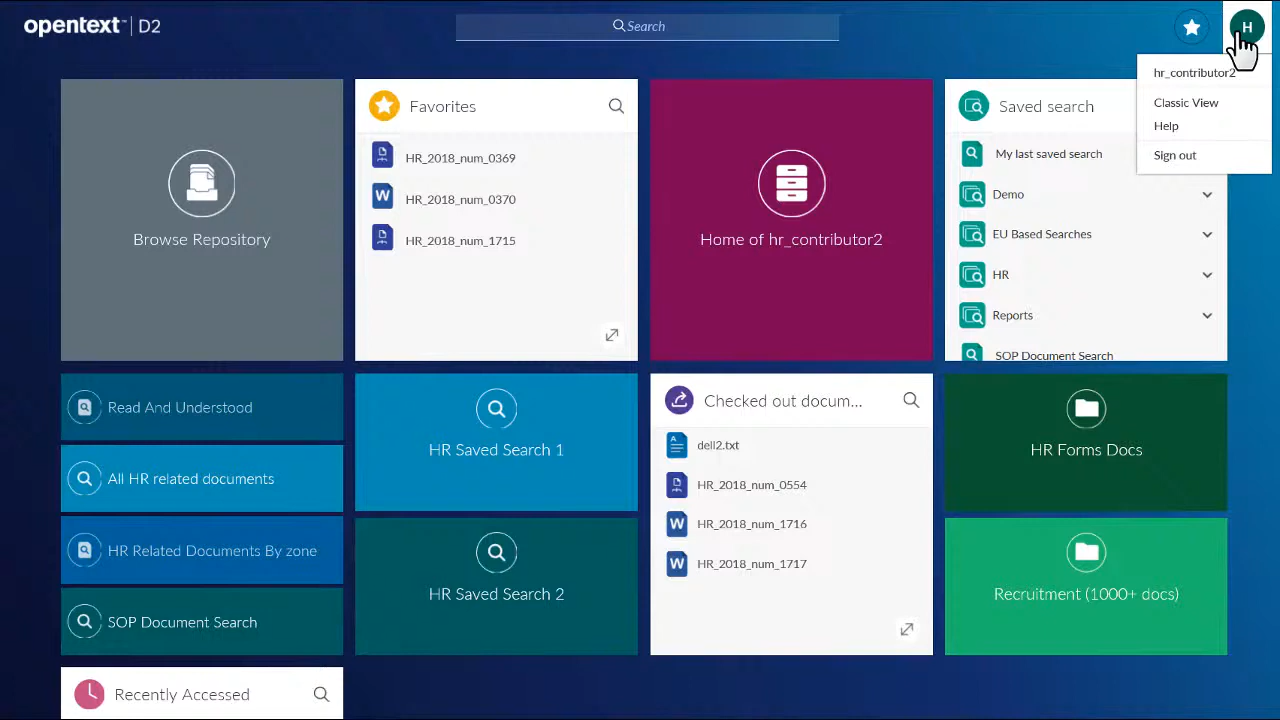 opentext™ | D2
Search
H
hr_contributor2
Classic View
Help
Sign out
Browse Repository
Favorites
HR_2018_num_0369
W
HR_2018_num_0370
HR_2018_num_1715
Home of hr_contributor2
Saved search
My last saved search
Demo
EU Based Searches
HR
Reports
SOP Document Search
Read And Understood
All HR related documents
HR Related Documents By zone
SOP Document Search
HR Saved Search 1
HR Saved Search 2
Checked out docum...
A
dell2.txt
HR_2018_num_0554
W
HR_2018_num_1716
W
HR_2018_num_1717
HR Forms Docs
Recruitment (1000+ docs)
Recently Accessed